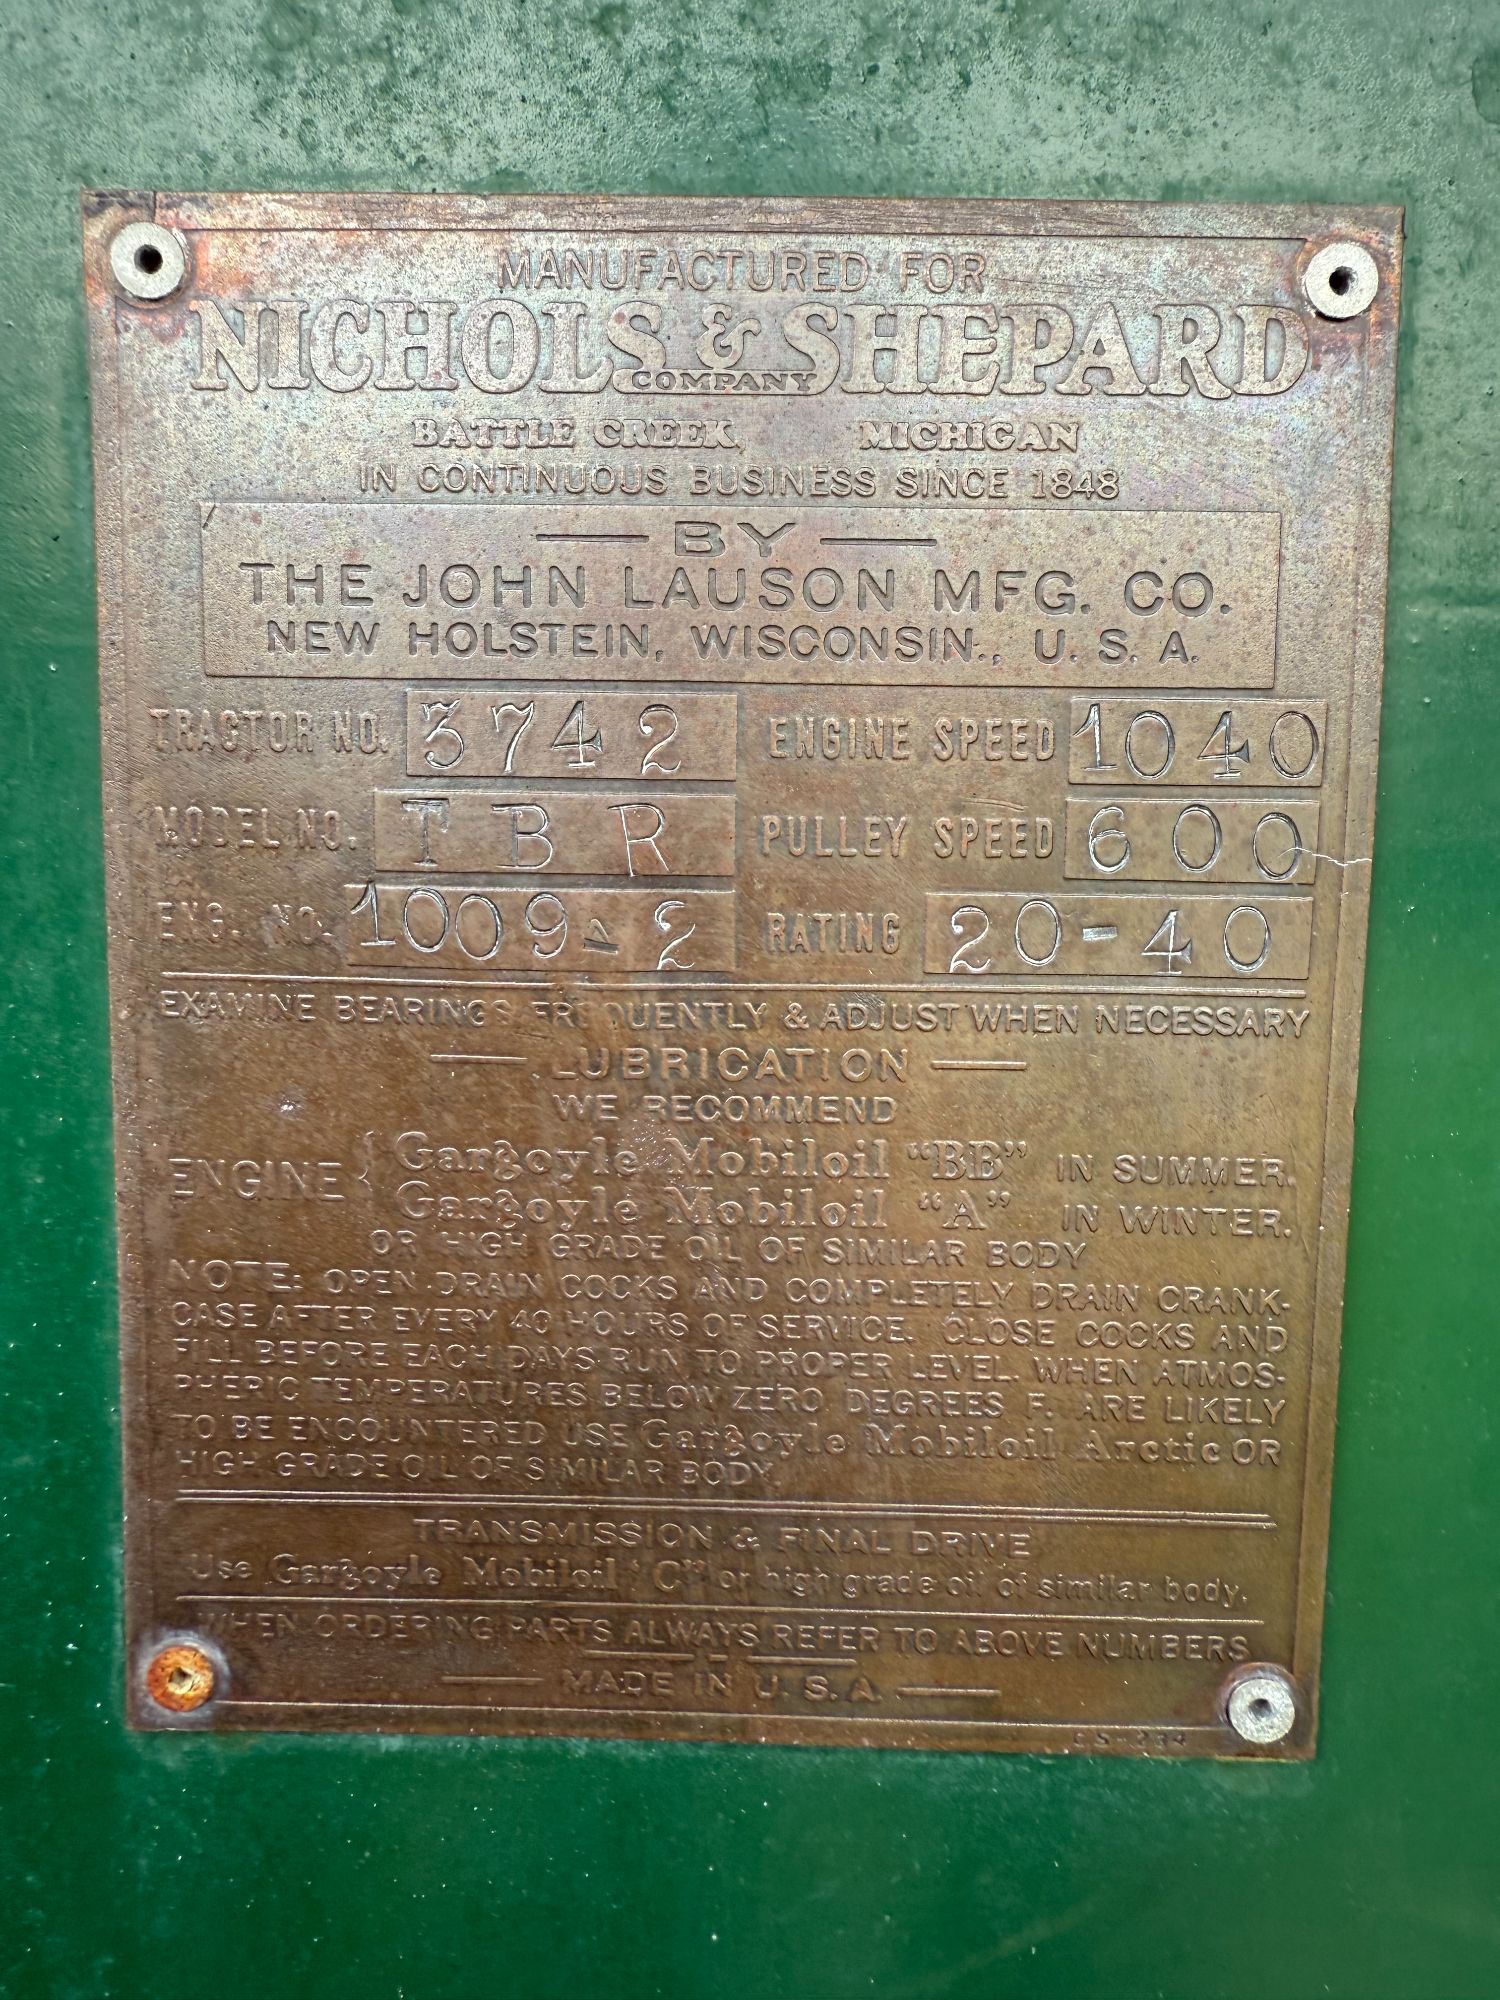 MANUFACTURED FOR
NICHOLS & SHEPARD
COMPANY
BATTLE CREEK, MICHIGAN
IN CONTINUOUS BUSINESS SINCE 1848
BY
THE JOHN LAUSON MFG. CO.
NEW HOLSTEIN, WISCONSIN., U. S. A.
TRACTOR NO. 3742 ENGINE SPEED 1040
MODEL NO. TBR PULLEY SPEED 600
ENG. NO. 1009-2 RATING 20-40
EXAMINE BEARINGS FREQUENTLY & ADJUST WHEN NECESSARY
LUBRICATION
WE RECOMMEND
ENGINE { Gargoyle Mobiloil "BB" IN SUMMER.
Gargoyle Mobiloil "A" IN WINTER.
OR HIGH GRADE OIL OF SIMILAR BODY
NOTE: OPEN DRAIN COCKS AND COMPLETELY DRAIN CRANK-
CASE AFTER EVERY 40 HOURS OF SERVICE. CLOSE COCKS AND
FILL BEFORE EACH DAYS RUN TO PROPER LEVEL. WHEN ATMOS-
PHERIC TEMPERATURES BELOW ZERO DEGREES F. ARE LIKELY
TO BE ENCOUNTERED USE Gargoyle Mobiloil Arctic OR
HIGH GRADE OIL OF SIMILAR BODY.
TRANSMISSION & FINAL DRIVE
Use Gargoyle Mobiloil "C" or high grade oil of similar body.
WHEN ORDERING PARTS ALWAYS REFER TO ABOVE NUMBERS
MADE IN U. S. A.